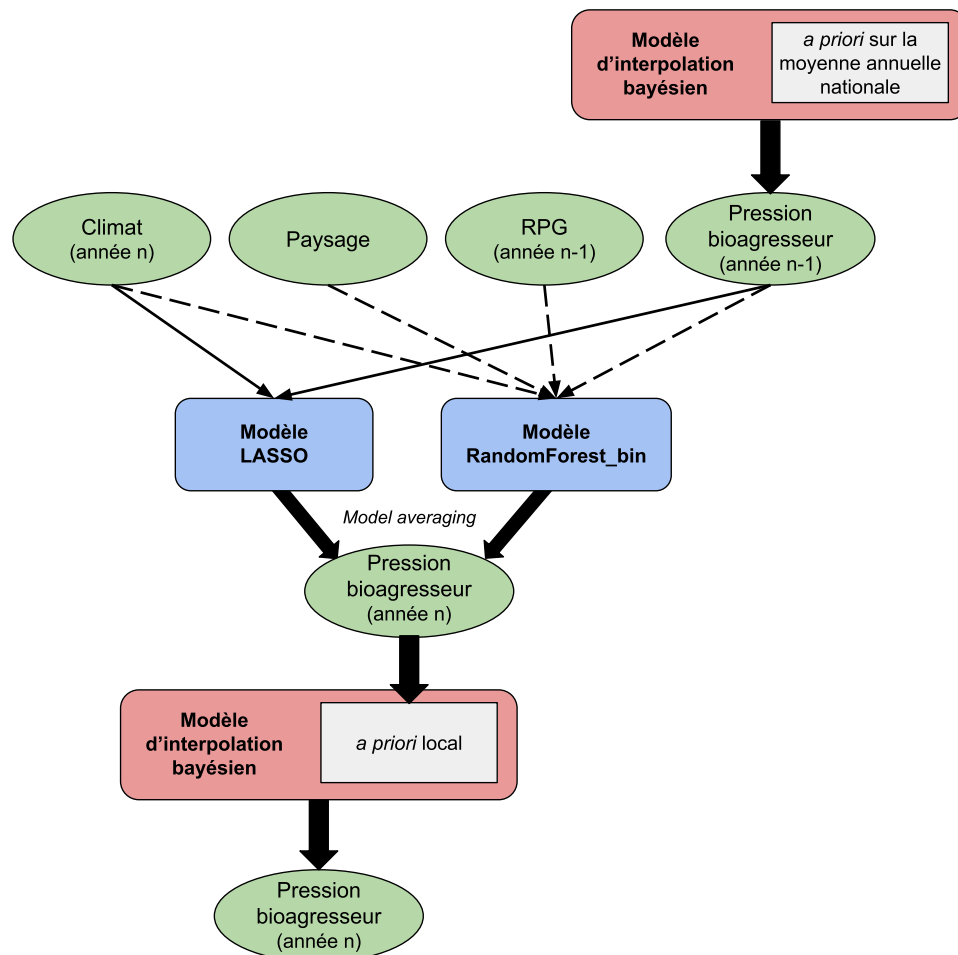 Modèle
d’interpolation
bayésien
a priori sur la
moyenne annuelle
nationale
Climat
(année n)
Paysage
RPG
(année n-1)
Pression
bioagresseur
(année n-1)
Modèle
LASSO
Modèle
RandomForest_bin
Model averaging
Pression
bioagresseur
(année n)
Modèle
d’interpolation
bayésien
a priori local
Pression
bioagresseur
(année n)